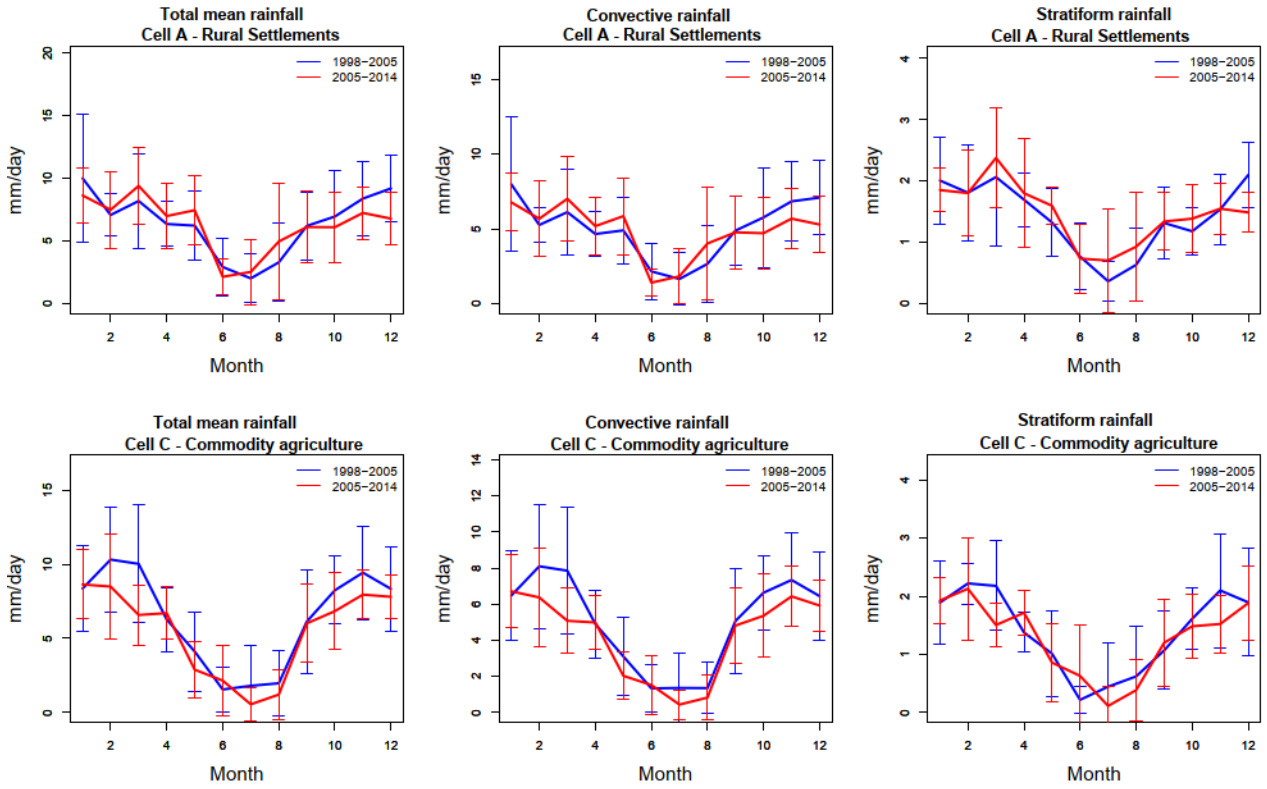 Total mean rainfall
Cell A - Rural Settlements
1998−2005
2005−2014
mm/day
20
15
10
5
0
2 4 6 8 10 12
Month
Convective rainfall
Cell A - Rural Settlements
1998−2005
2005−2014
mm/day
15
10
5
0
2 4 6 8 10 12
Month
Stratiform rainfall
Cell A - Rural Settlements
1998−2005
2005−2014
mm/day
4
3
2
1
0
2 4 6 8 10 12
Month
Total mean rainfall
Cell C - Commodity agriculture
1998−2005
2005−2014
mm/day
15
10
5
0
2 4 6 8 10 12
Month
Convective rainfall
Cell C - Commodity agriculture
1998−2005
2005−2014
mm/day
14
12
10
8
6
4
2
0
2 4 6 8 10 12
Month
Stratiform rainfall
Cell C - Commodity agriculture
1998−2005
2005−2014
mm/day
4
3
2
1
0
2 4 6 8 10 12
Month